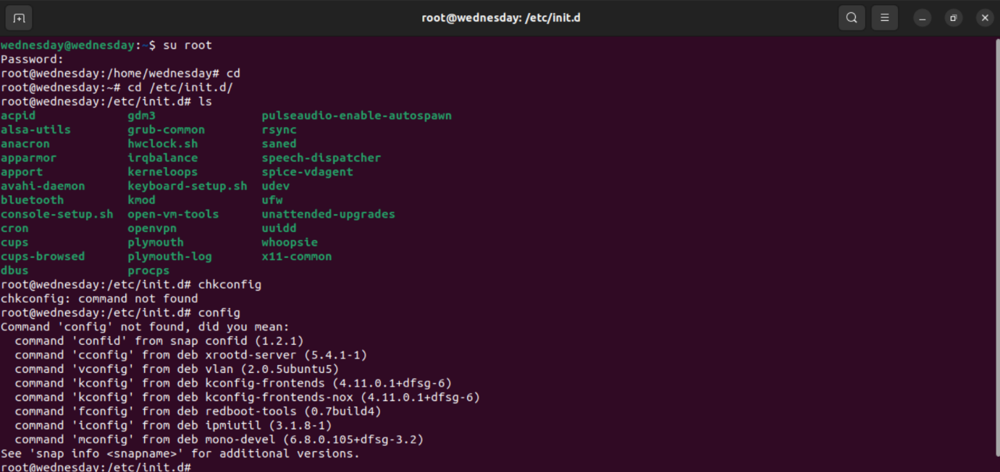 root@wednesday: /etc/init.d
wednesday@wednesday:~$ su root
Password:
root@wednesday:/home/wednesday# cd
root@wednesday:~# cd /etc/init.d/
root@wednesday:/etc/init.d# ls
acpid gdm3 pulseaudio-enable-autospawn
alsa-utils grub-common rsync
anacron hwclock.sh saned
apparmor irqbalance speech-dispatcher
apport kerneloops spice-vdagent
avahi-daemon keyboard-setup.sh udev
bluetooth kmod ufw
console-setup.sh open-vm-tools unattended-upgrades
cron openvpn uuidd
cups plymouth whoopsie
cups-browsed plymouth-log x11-common
dbus procps
root@wednesday:/etc/init.d# chkconfig
chkconfig: command not found
root@wednesday:/etc/init.d# config
Command 'config' not found, did you mean:
command 'confid' from snap confid (1.2.1)
command 'cconfig' from deb xrootd-server (5.4.1-1)
command 'vconfig' from deb vlan (2.0.5ubuntu5)
command 'kconfig' from deb kconfig-frontends (4.11.0.1+dfsg-6)
command 'kconfig' from deb kconfig-frontends-nox (4.11.0.1+dfsg-6)
command 'fconfig' from deb redboot-tools (0.7build4)
command 'iconfig' from deb ipmiutil (3.1.8-1)
command 'mconfig' from deb mono-devel (6.8.0.105+dfsg-3.2)
See 'snap info <snapname>' for additional versions.
root@wednesday:/etc/init.d#